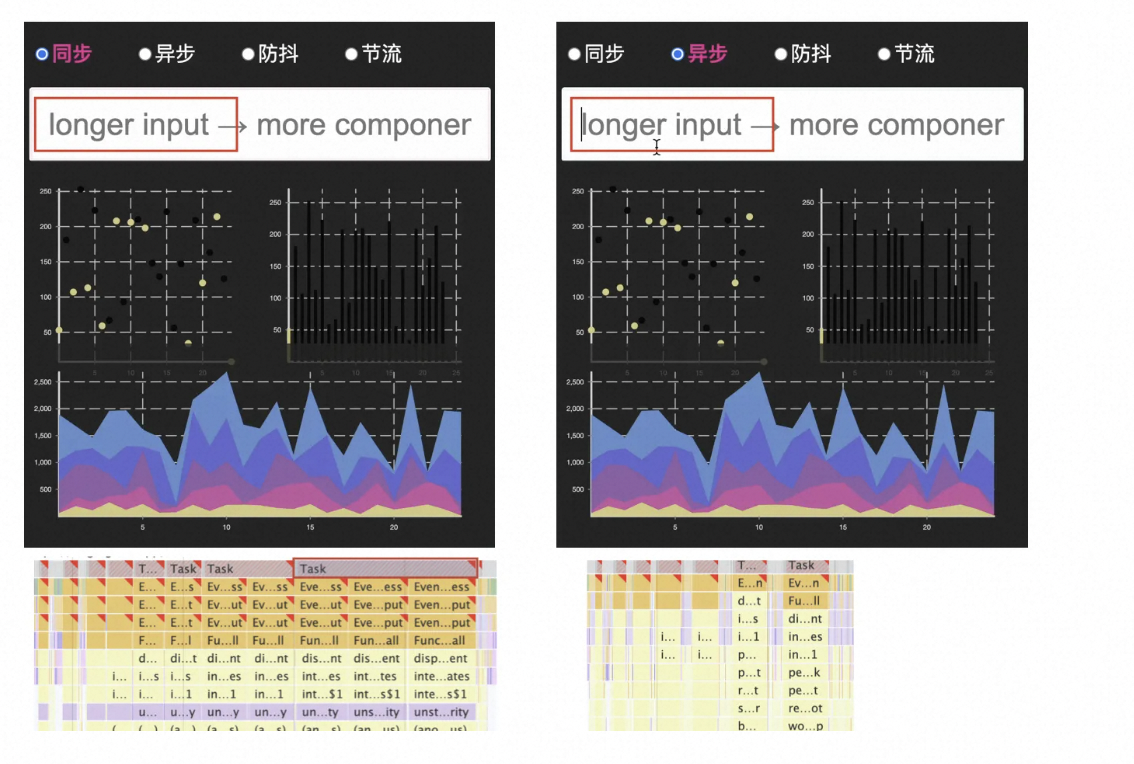 同步 异步 防抖 节流
longer input → more componer
250
200
150
100
50
5 10 15 20
250
200
150
100
50
5 10 15 20 25
2,500
2,000
1,500
1,000
500
5 10 15 20
T... Task Task Task
E... E...s Ev...ss Ev...ss Eve...ss Eve...ess Even...ess
E... E...t Ev...ut Ev...ut Eve...ut Eve...put Even...put
E... E...t Ev...ut Ev...ut Eve...ut Eve...put Even...put
F... F...l Fu...ll Fu...ll Fun...ll Fun...all Func...all
d... di...t di...nt di...nt dis...nt dis...ent disp...ent
i... i...s i...s in...es in...es int...es int...tes inte...ates
i... i... i...1 in...1 in...1 int...$1 int...s$1 inte...s$1
u... u...y un...y un...y un...ty uns...ity unst...rity
同步 异步 防抖 节流
longer input → more componer
250
200
150
100
50
5 10 15 20
250
200
150
100
50
5 10 15 20 25
2,500
2,000
1,500
1,000
500
5 10 15 20
T... Task
E...n Ev...n
d...t Fu...ll
i...s di...nt
i... i... i...1 in...es
i... i... p... in...1
p...t pe...k
r...t pe...t
s...r re...ot
b... wo...p